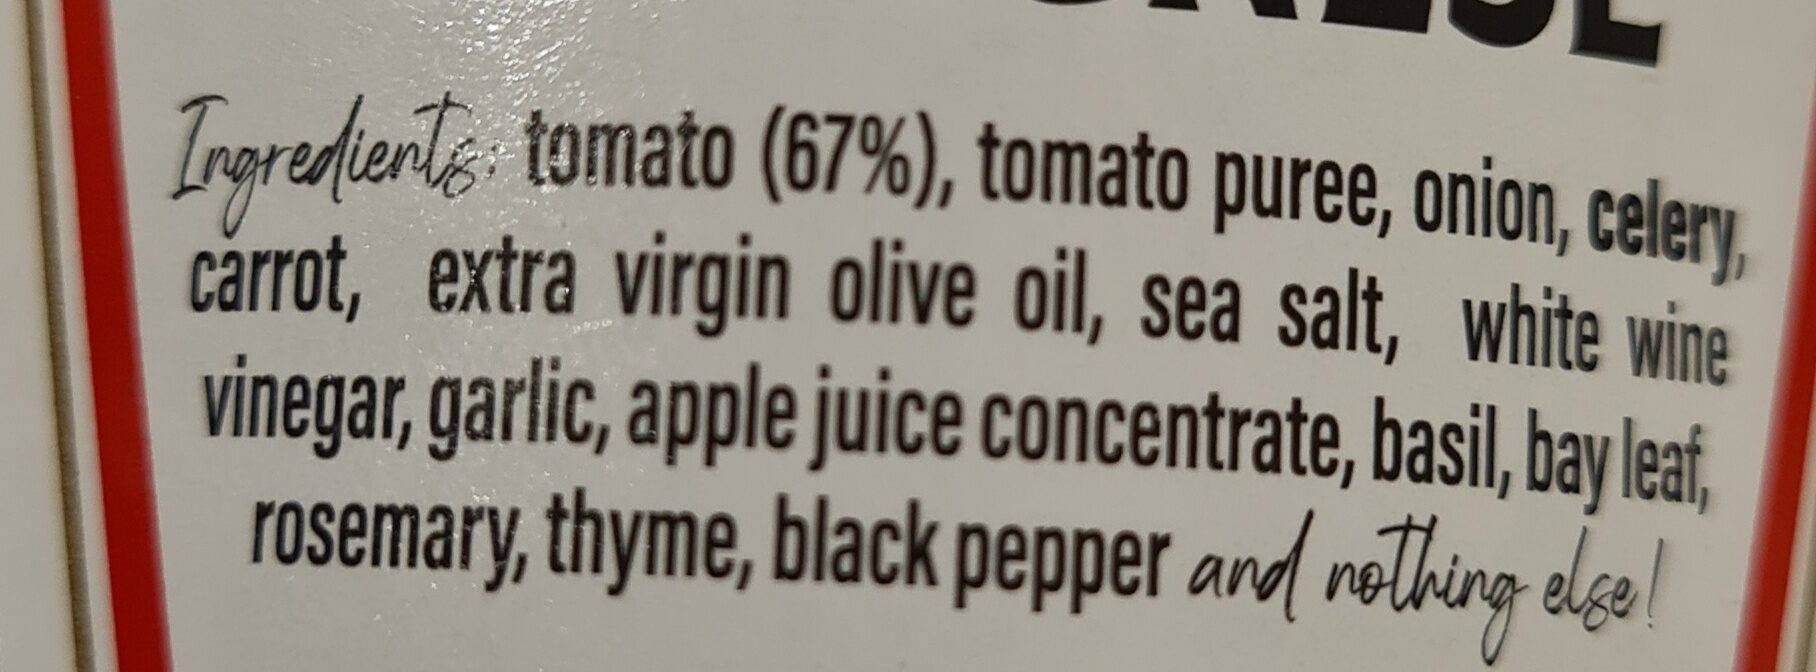 Ingredients: tomato (67%), tomato puree, onion, celery,
carrot, extra virgin olive oil, sea salt, white wine
vinegar, garlic, apple juice concentrate, basil, bay leaf,
rosemary, thyme, black pepper and nothing else!